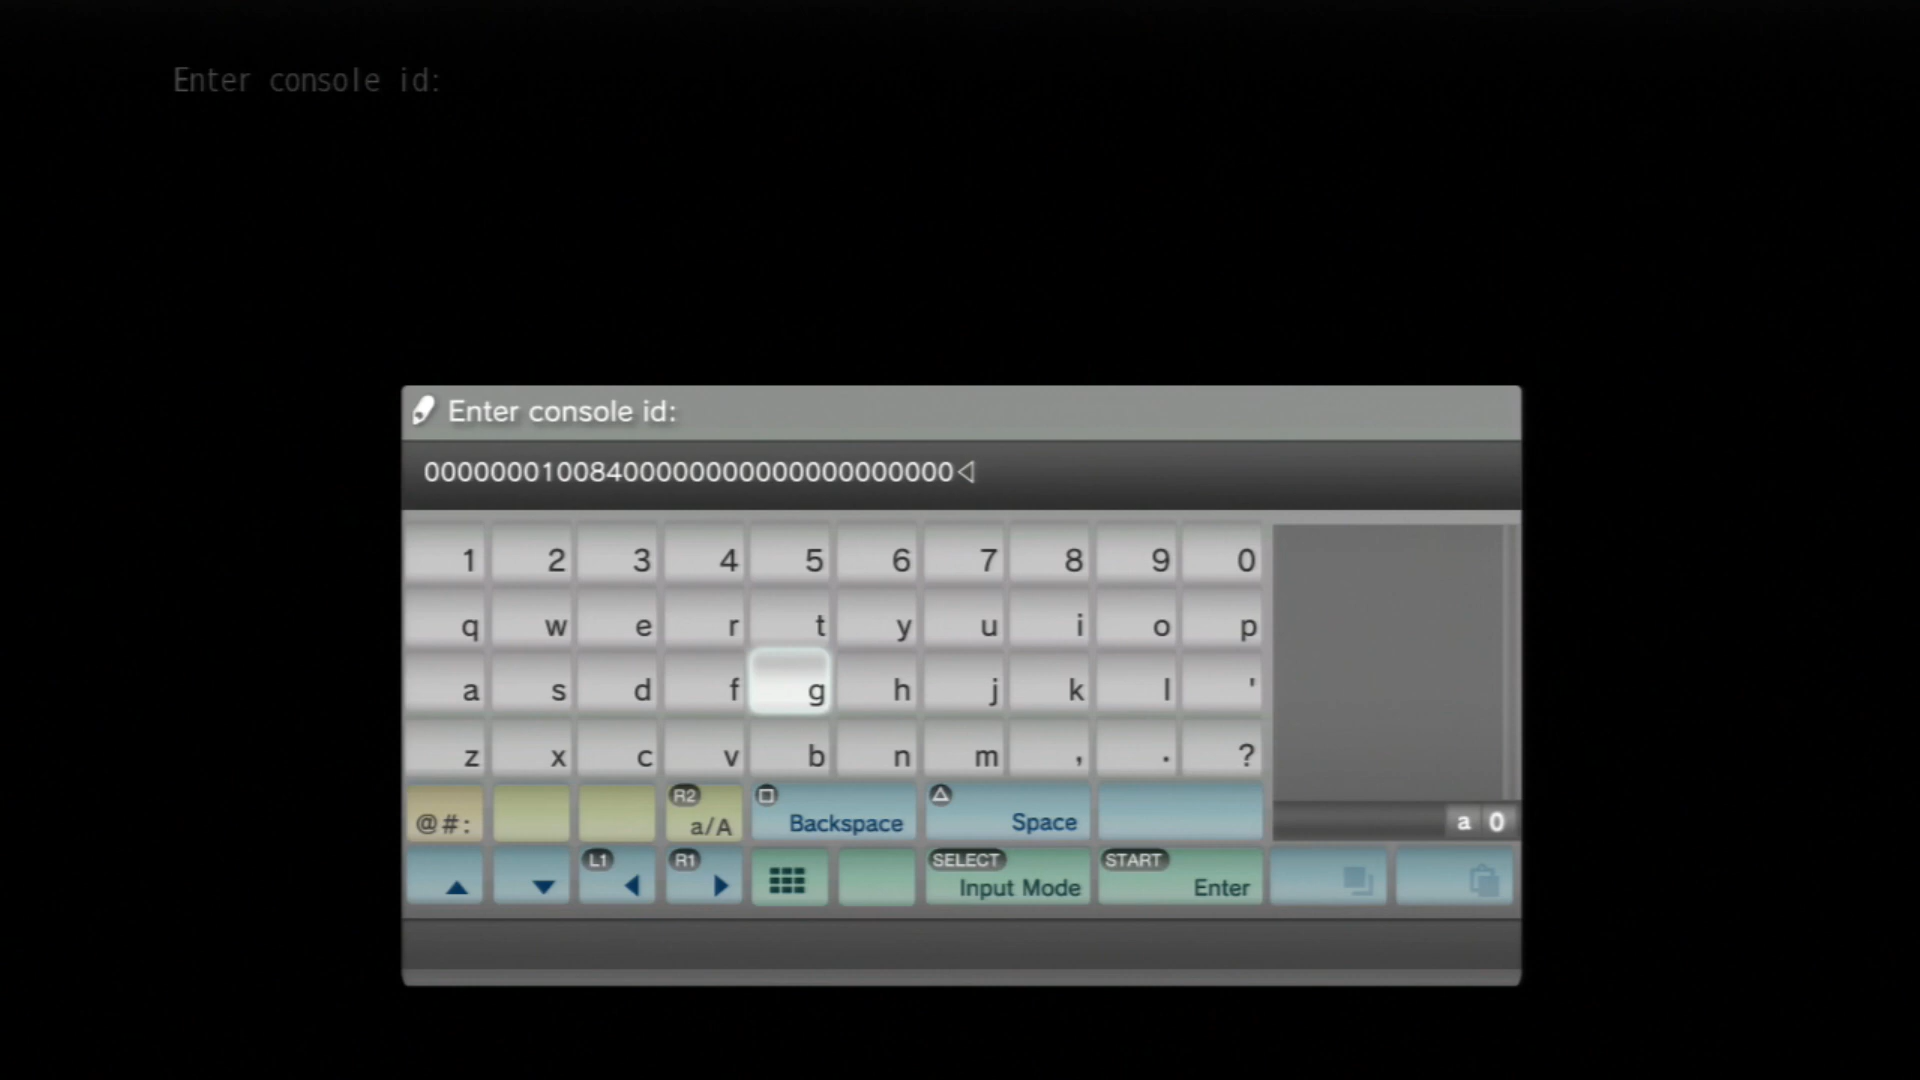 Enter console id:
Enter console id:
00000001008400000000000000000000
1 2 3 4 5 6 7 8 9 0
q w e r t y u i o p
a s d f g h j k l '
z x c v b n m , . ?
@#: R2 a/A Backspace Space a 0
L1 R1 SELECT Input Mode START Enter